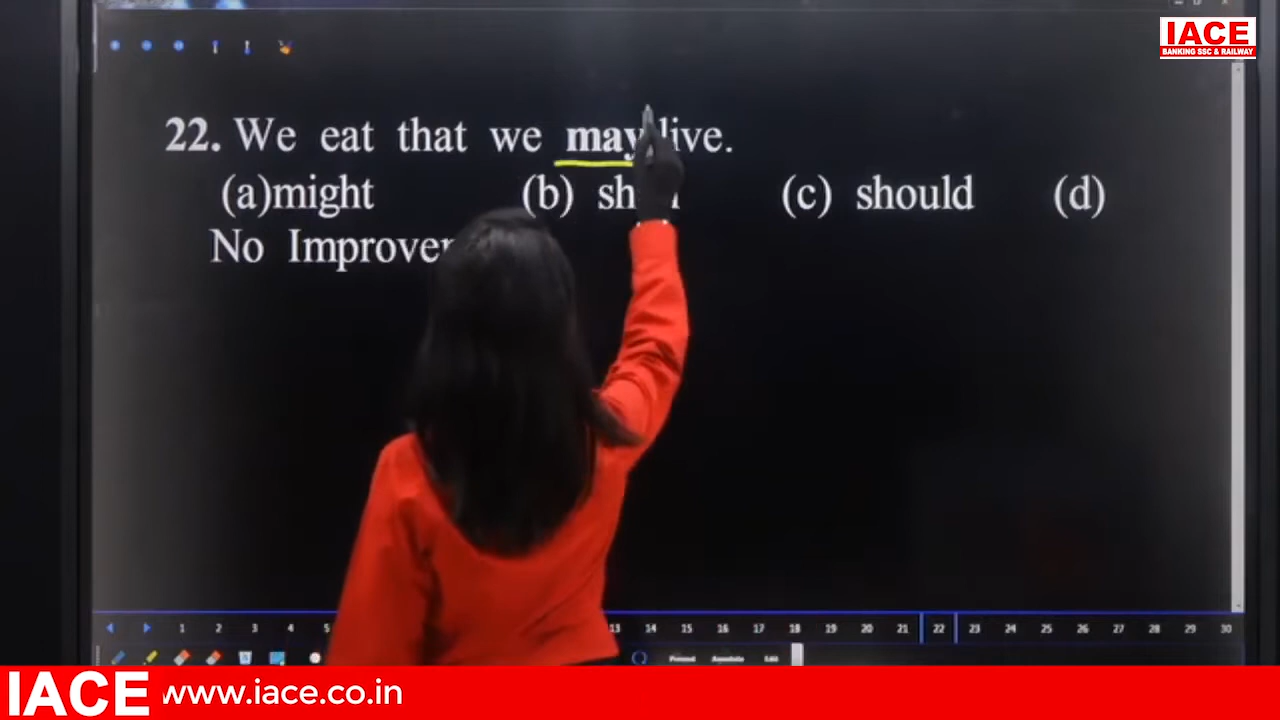 IACE
BANKING SSC & RAILWAY
22. We eat that we may live.
(a)might (b) (c) should (d)
No
1 2 3 4 5 13 14 15 16 17 18 19 20 21 22 23 24 25 26 27 28 29 30
IACE www.iace.co.in